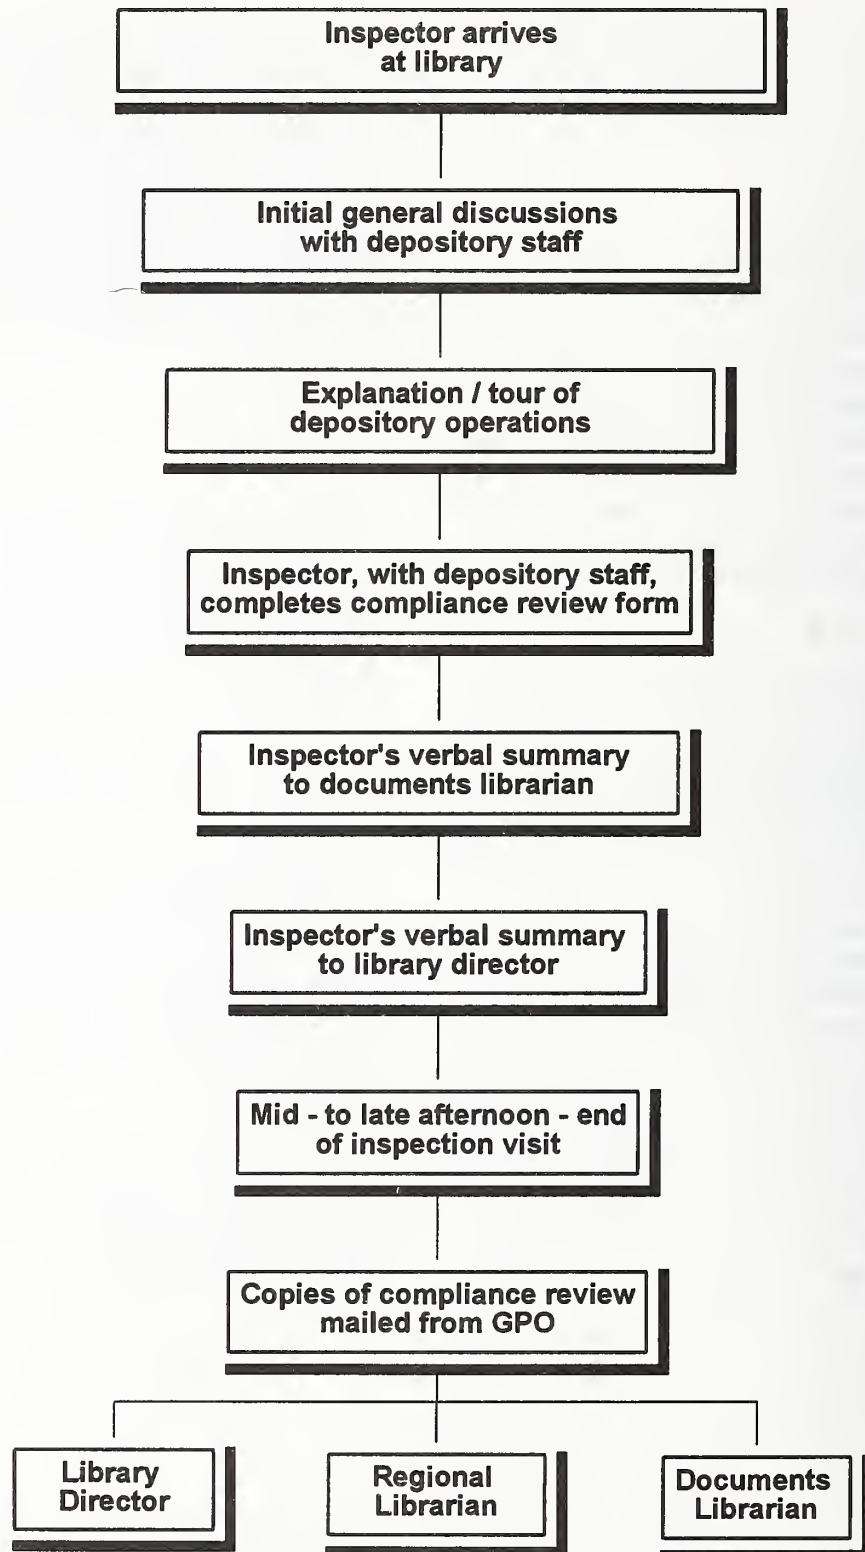 Inspector arrives
at library
Initial general discussions
with depository staff
Explanation / tour of
depository operations
Inspector, with depository staff,
completes compliance review form
Inspector's verbal summary
to documents librarian
Inspector's verbal summary
to library director
Mid - to late afternoon - end
of inspection visit
Copies of compliance review
mailed from GPO
Library
Director
Regional
Librarian
Documents
Librarian